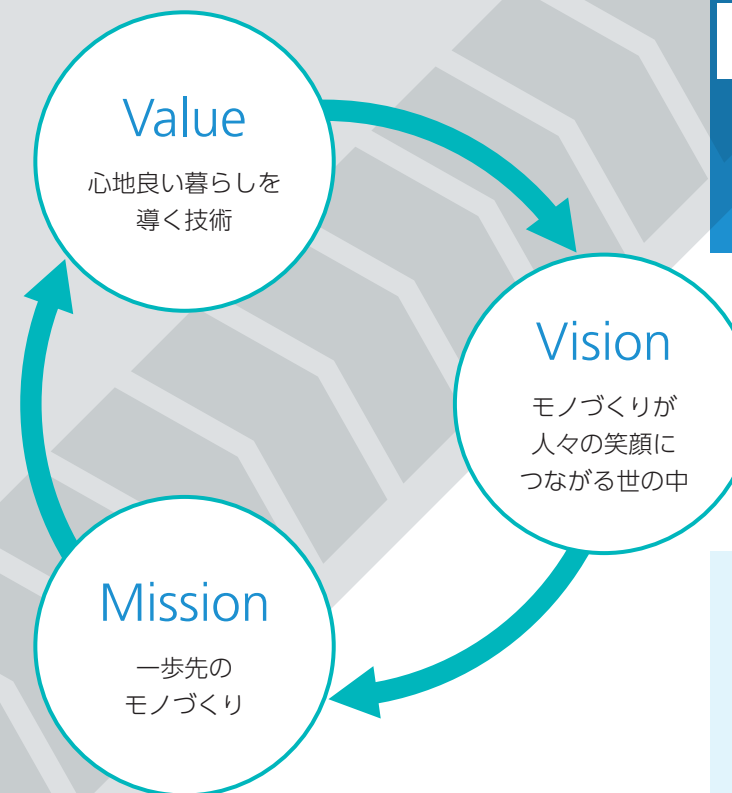 Value
心地良い暮らしを
導く技術
Vision
モノづくりが
人々の笑顔に
つながる世の中
Mission
一歩先の
モノづくり